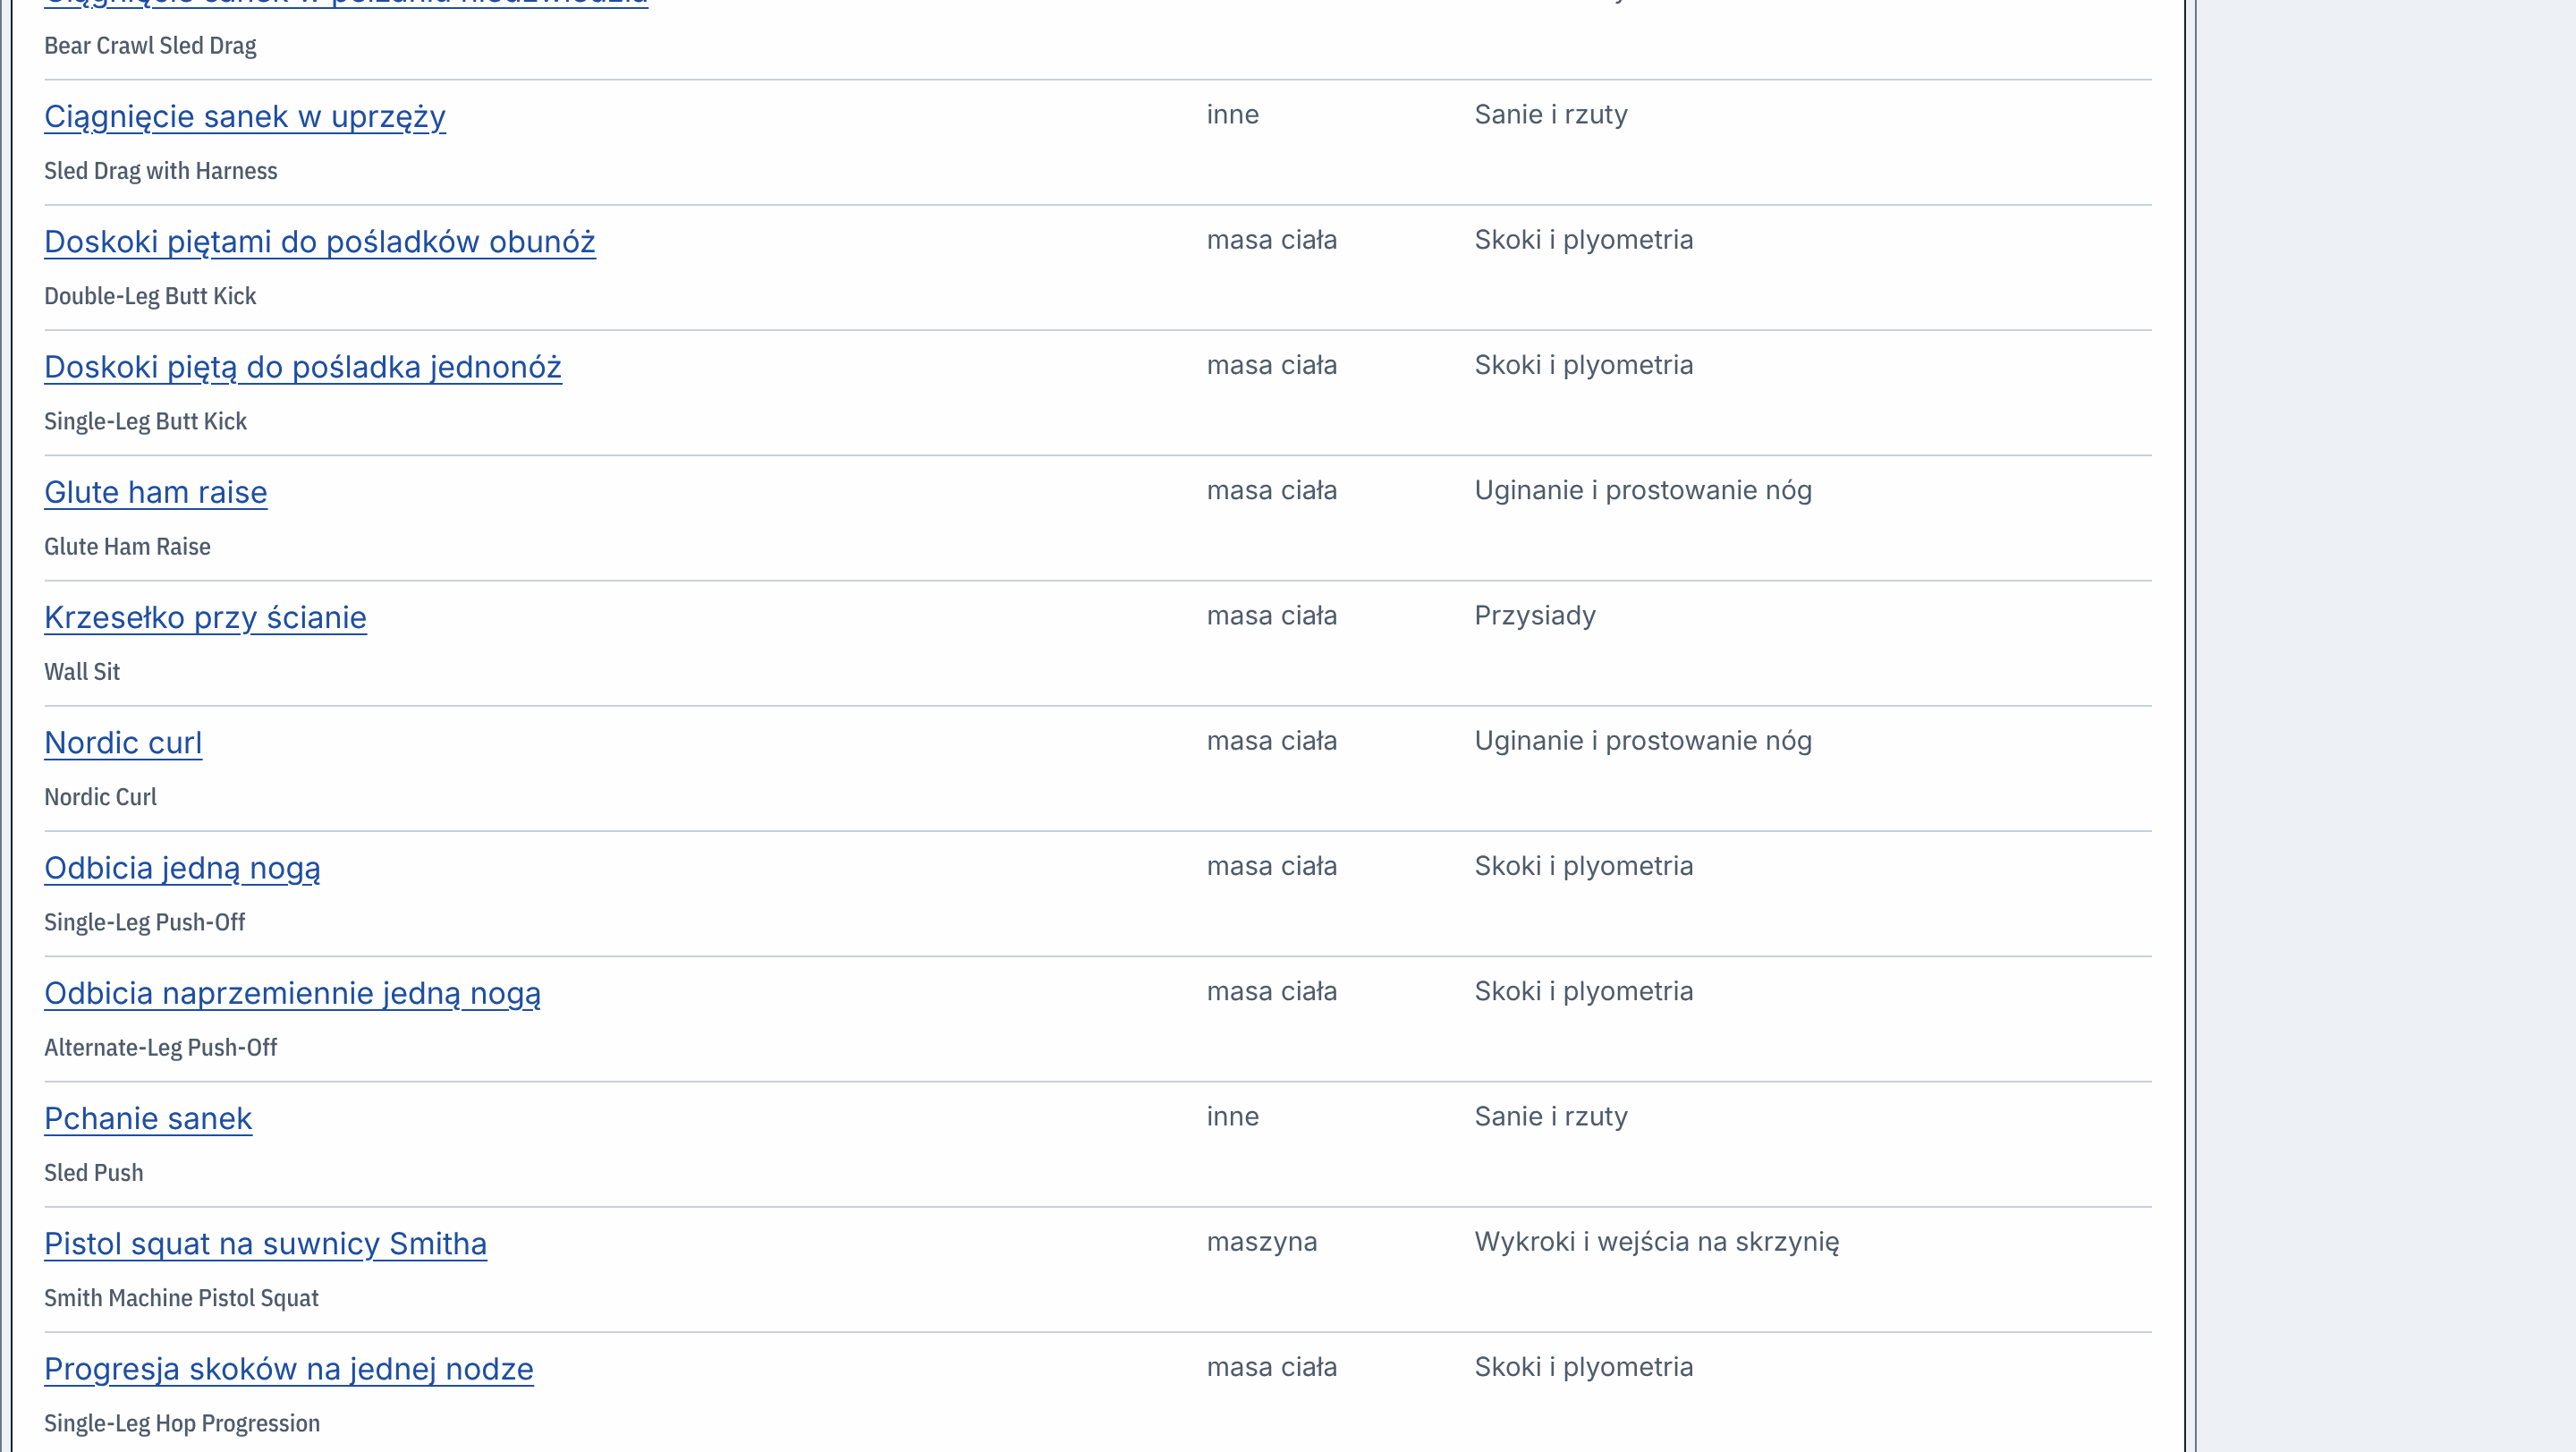 Ciągnięcie sanek w pełzaniu niedźwiedzia
Bear Crawl Sled Drag
Ciągnięcie sanek w uprzęży inne Sanie i rzuty
Sled Drag with Harness
Doskoki piętami do pośladków obunóż masa ciała Skoki i plyometria
Double-Leg Butt Kick
Doskoki piętą do pośladka jednonóż masa ciała Skoki i plyometria
Single-Leg Butt Kick
Glute ham raise masa ciała Uginanie i prostowanie nóg
Glute Ham Raise
Krzesełko przy ścianie masa ciała Przysiady
Wall Sit
Nordic curl masa ciała Uginanie i prostowanie nóg
Nordic Curl
Odbicia jedną nogą masa ciała Skoki i plyometria
Single-Leg Push-Off
Odbicia naprzemiennie jedną nogą masa ciała Skoki i plyometria
Alternate-Leg Push-Off
Pchanie sanek inne Sanie i rzuty
Sled Push
Pistol squat na suwnicy Smitha maszyna Wykroki i wejścia na skrzynię
Smith Machine Pistol Squat
Progresja skoków na jednej nodze masa ciała Skoki i plyometria
Single-Leg Hop Progression